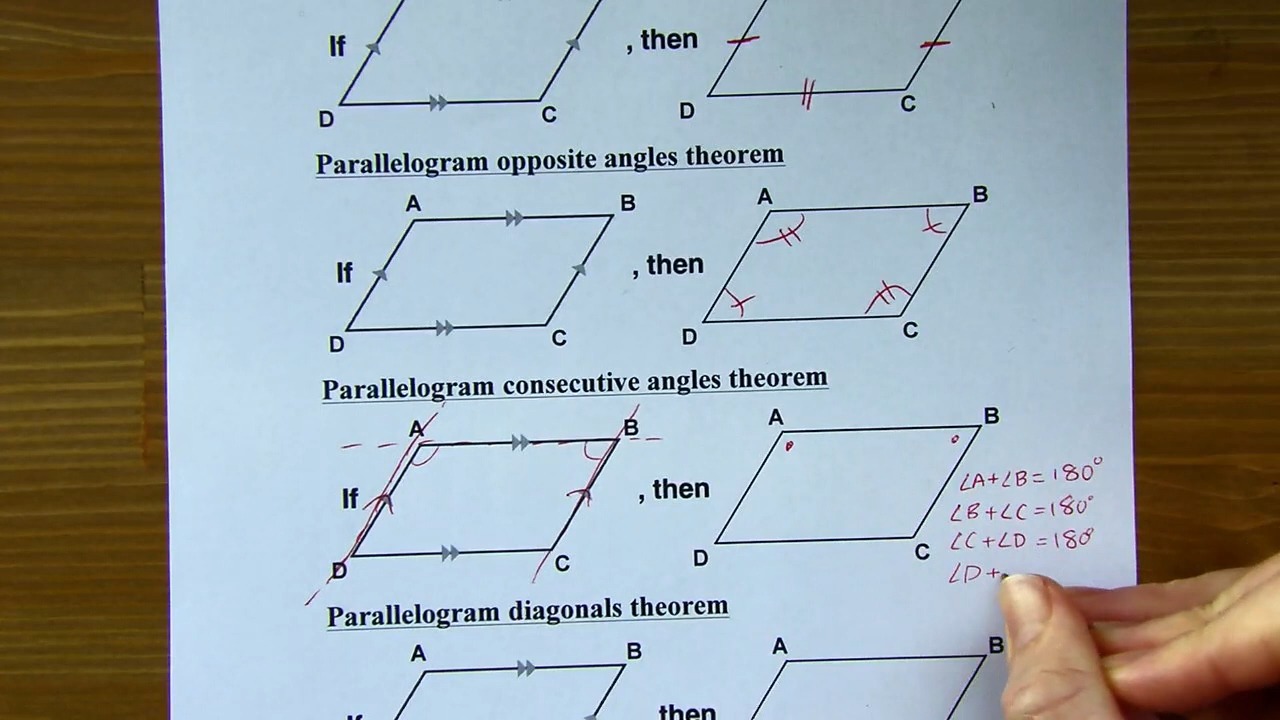 If , then
D C D C
Parallelogram opposite angles theorem
A B A B
If , then
D C D C
Parallelogram consecutive angles theorem
A B A B
∠A+∠B=180°
If , then
∠B+∠C=180°
∠C+∠D=180°
D C D C
∠D+
Parallelogram diagonals theorem
A B A B
then